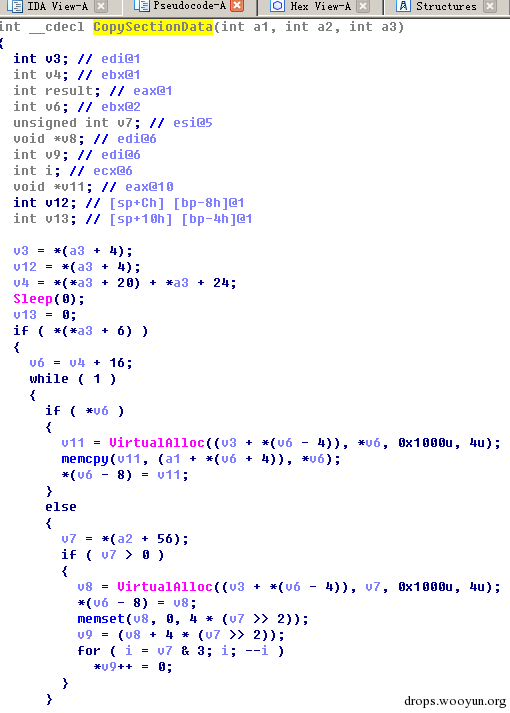 IDA View-A Pseudocode-A Hex View-A Structures
int __cdecl CopySectionData(int a1, int a2, int a3)
{
int v3; // edi@1
int v4; // ebx@1
int result; // eax@1
int v6; // ebx@2
unsigned int v7; // esi@5
void *v8; // edi@6
int v9; // edi@6
int i; // ecx@6
void *v11; // eax@10
int v12; // [sp+Ch] [bp-8h]@1
int v13; // [sp+10h] [bp-4h]@1
v3 = *(a3 + 4);
v12 = *(a3 + 4);
v4 = *(*a3 + 20) + *a3 + 24;
Sleep(0);
v13 = 0;
if ( *(*a3 + 6) )
{
v6 = v4 + 16;
while ( 1 )
{
if ( *v6 )
{
v11 = VirtualAlloc((v3 + *(v6 - 4)), *v6, 0x1000u, 4u);
memcpy(v11, (a1 + *(v6 + 4)), *v6);
*(v6 - 8) = v11;
}
else
{
v7 = *(a2 + 56);
if ( v7 > 0 )
{
v8 = VirtualAlloc((v3 + *(v6 - 4)), v7, 0x1000u, 4u);
*(v6 - 8) = v8;
memset(v8, 0, 4 * (v7 >> 2));
v9 = (v8 + 4 * (v7 >> 2));
for ( i = v7 & 3; i; --i )
*v9++ = 0;
}
}
drops.wooyun.org